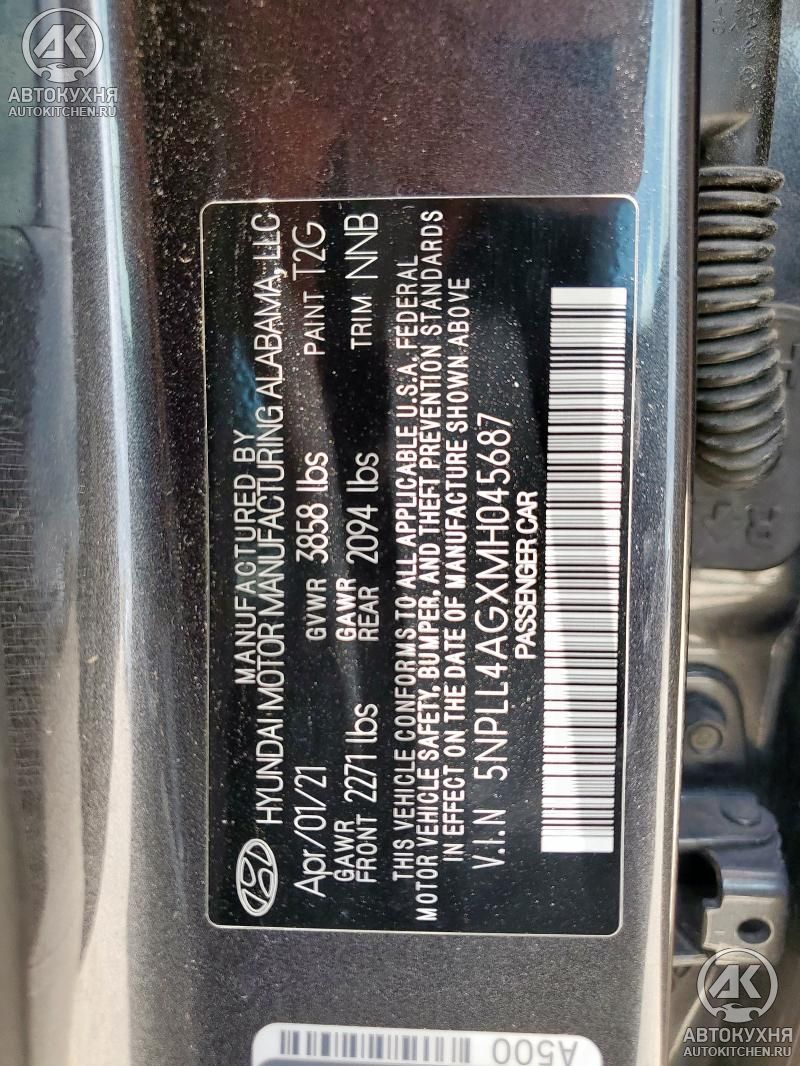 АВТОКУХНЯ
AUTOKITCHEN.RU
MANUFACTURED BY
HYUNDAI MOTOR MANUFACTURING ALABAMA, LLC
Apr/01/21 GVWR 3858 lbs PAINT T2G
GAWR FRONT 2271 lbs GAWR REAR 2094 lbs TRIM NNB
THIS VEHICLE CONFORMS TO ALL APPLICABLE U.S.A. FEDERAL
MOTOR VEHICLE SAFETY, BUMPER, AND THEFT PREVENTION STANDARDS
IN EFFECT ON THE DATE OF MANUFACTURE SHOWN ABOVE
V.I.N 5NPLL4AGXMH045687
PASSENGER CAR
A500
АВТОКУХНЯ
AUTOKITCHEN.RU